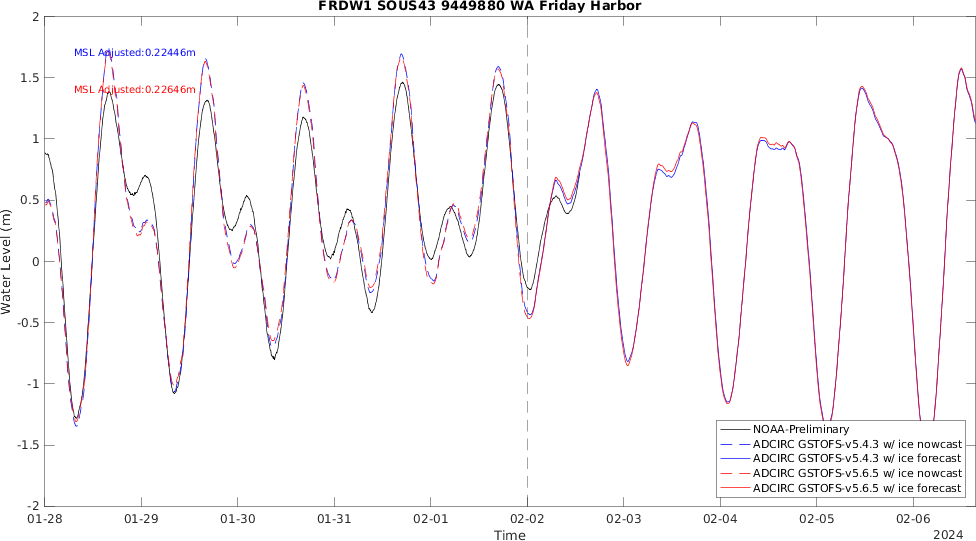 FRDW1 SOUS43 9449880 WA Friday Harbor
2
1.5
1
0.5
0
-0.5
-1
-1.5
-2
Water Level (m)
MSL Adjusted:0.22446m
MSL Adjusted:0.22646m
NOAA-Preliminary
ADCIRC GSTOFS-v5.4.3 w/ ice nowcast
ADCIRC GSTOFS-v5.4.3 w/ ice forecast
ADCIRC GSTOFS-v5.6.5 w/ ice nowcast
ADCIRC GSTOFS-v5.6.5 w/ ice forecast
01-28 01-29 01-30 01-31 02-01 02-02 02-03 02-04 02-05 02-06
Time
2024